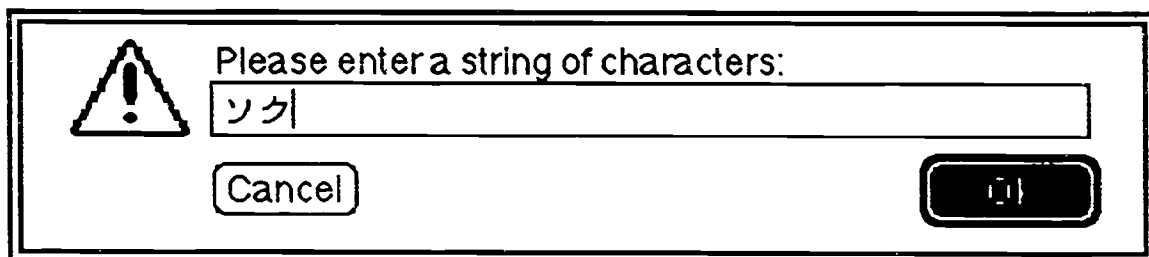 Please enter a string of characters:
ソク
Cancel